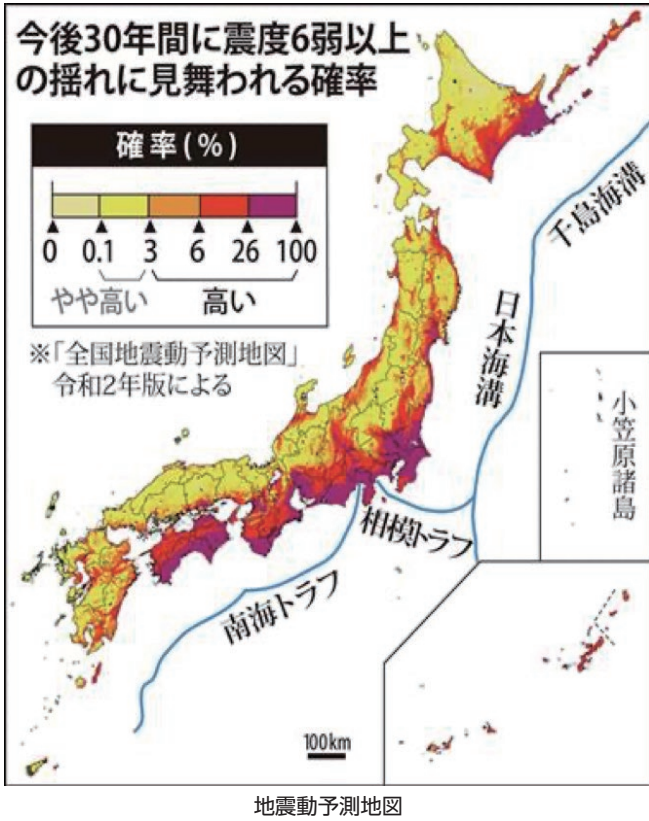 今後30年間に震度6弱以上
の揺れに見舞われる確率
確率(%)
0 0.1 3 6 26 100
やや高い 高い
※「全国地震動予測地図」
令和2年版による
千島海溝
日本海溝
小笠原諸島
相模トラフ
南海トラフ
100km
地震動予測地図